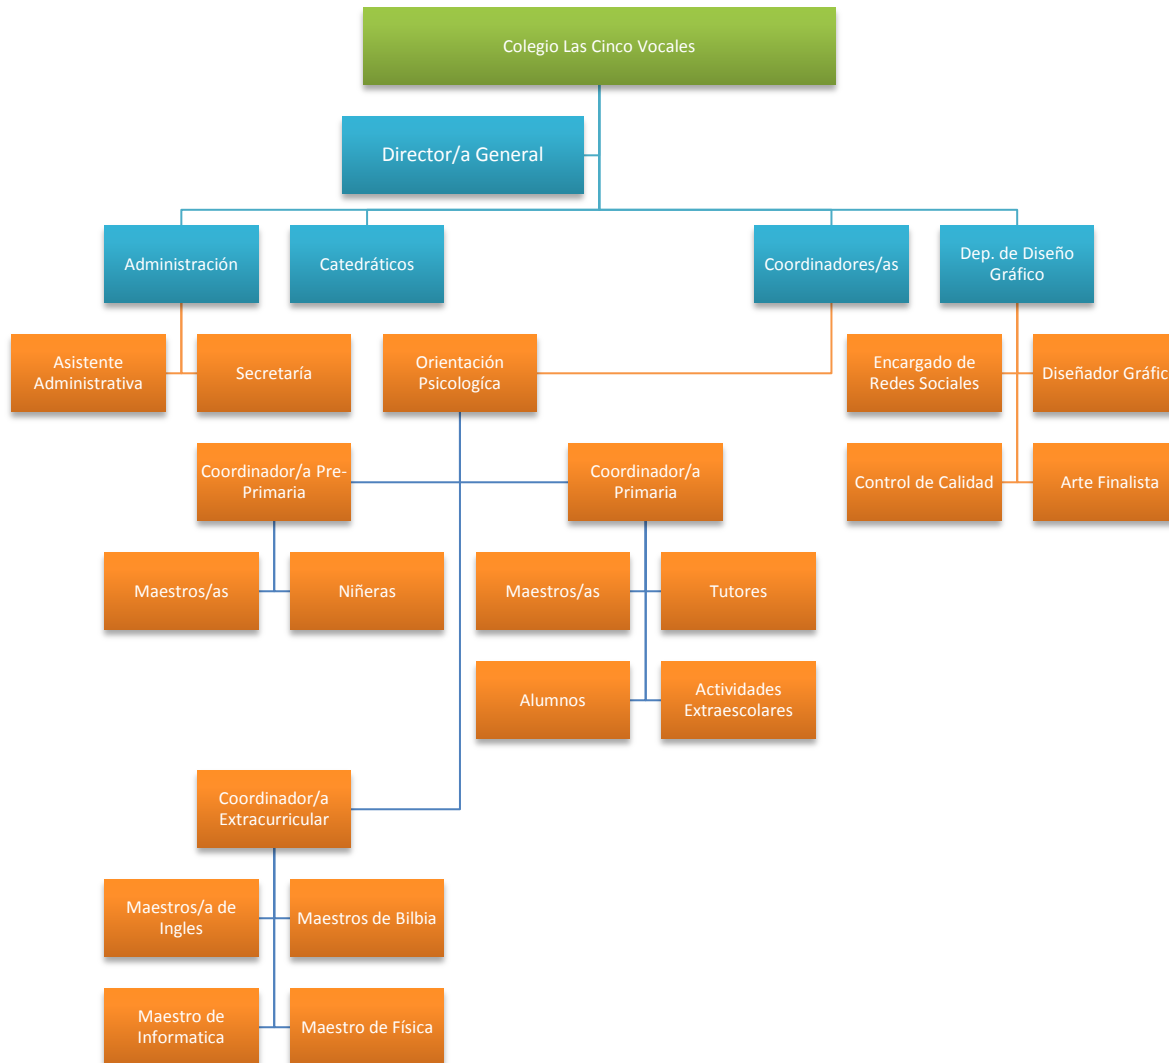 Colegio Las Cinco Vocales
Director/a General
Administración
Catedráticos
Coordinadores/as
Dep. de Diseño
Gráfico
Asistente
Administrativa
Secretaría
Orientación
Psicologíca
Encargado de
Redes Sociales
Diseñador Gráfic
Coordinador/a Pre-
Primaria
Coordinador/a
Primaria
Control de Calidad
Arte Finalista
Maestros/as
Niñeras
Maestros/as
Tutores
Alumnos
Actividades
Extraescolares
Coordinador/a
Extracurricular
Maestros/a de
Ingles
Maestros de Bilbia
Maestro de
Informatica
Maestro de Física